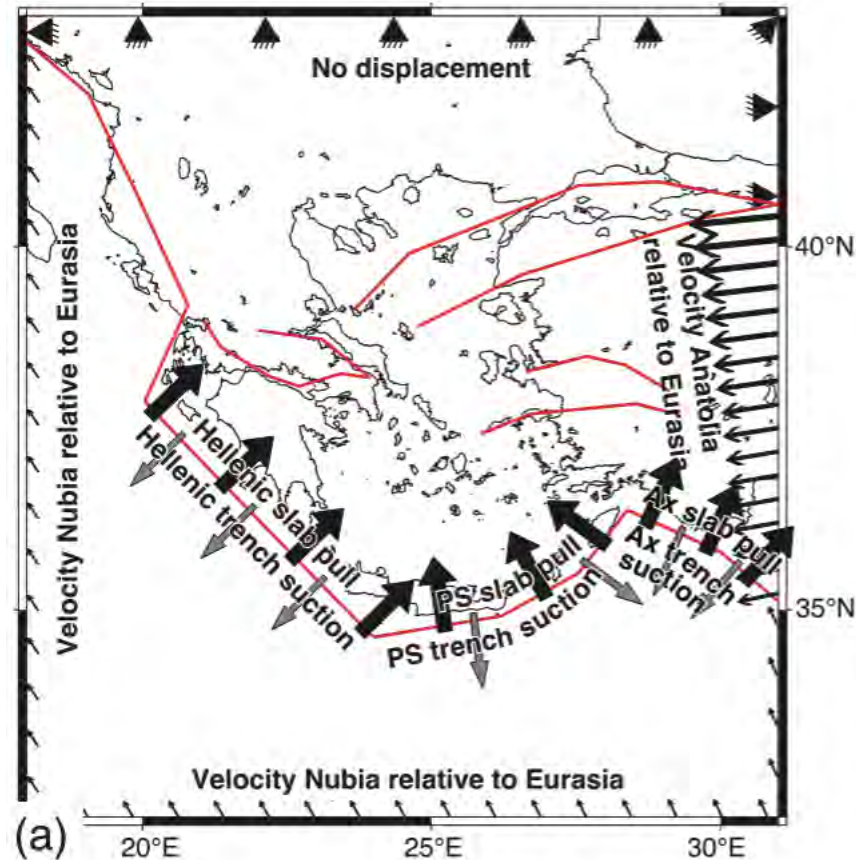 No displacement
40°N
Velocity Nubia relative to Eurasia
Velocity Anatolia
relative to Eurasia
Hellenic slab pull
Hellenic trench suction
PS slab pull
PS trench suction
Ax slab pull
Ax trench
suction
35°N
Velocity Nubia relative to Eurasia
(a)
20°E
25°E
30°E